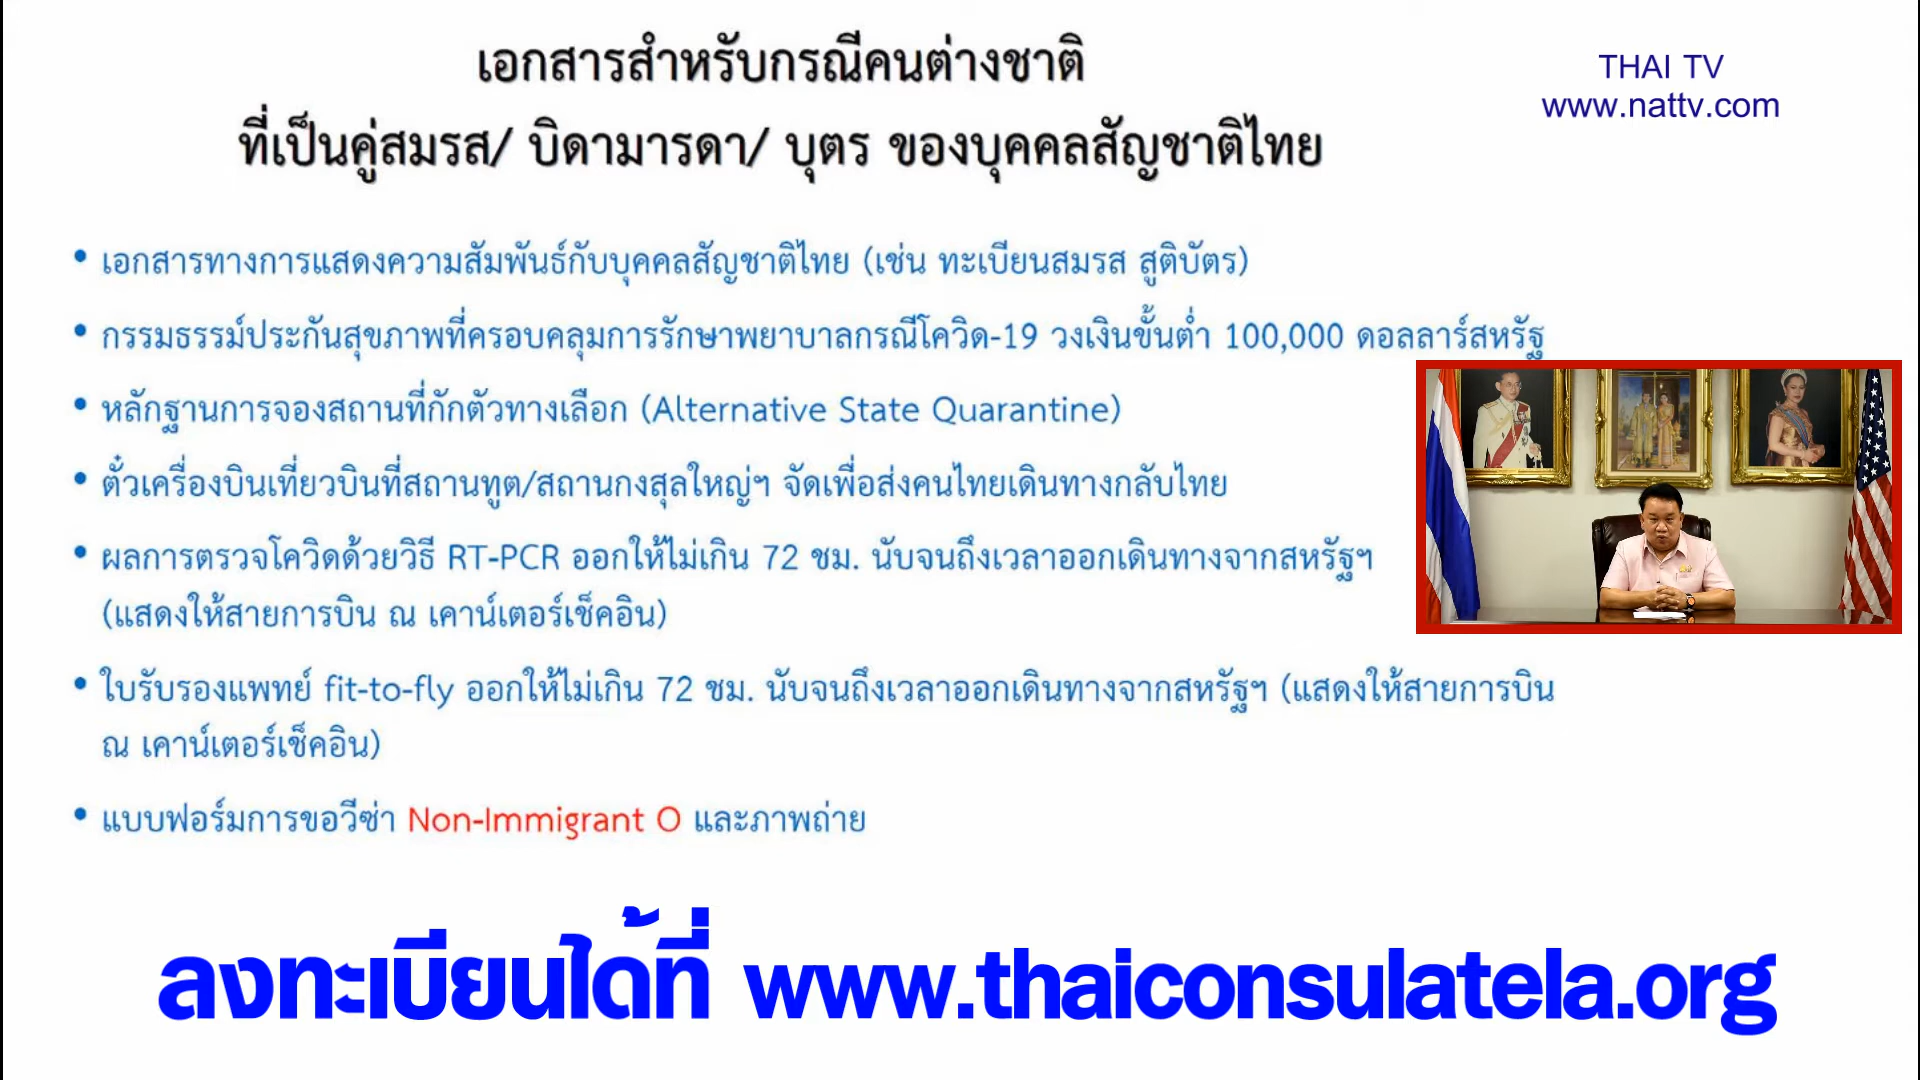 เอกสารสำหรับกรณีคนต่างชาติ
ที่เป็นคู่สมรส/ บิดามารดา/ บุตร ของบุคคลสัญชาติไทย
THAI TV
www.nattv.com
• เอกสารทางการแสดงความสัมพันธ์กับบุคคลสัญชาติไทย (เช่น ทะเบียนสมรส สูติบัตร)
• กรรมธรรม์ประกันสุขภาพที่ครอบคลุมการรักษาพยาบาลกรณีโควิด-19 วงเงินขั้นต่ำ 100,000 ดอลลาร์สหรัฐ
• หลักฐานการจองสถานที่กักตัวทางเลือก (Alternative State Quarantine)
• ตั๋วเครื่องบินเที่ยวบินที่สถานทูต/สถานกงสุลใหญ่ฯ จัดเพื่อส่งคนไทยเดินทางกลับไทย
• ผลการตรวจโควิดด้วยวิธี RT-PCR ออกให้ไม่เกิน 72 ชม. นับจนถึงเวลาออกเดินทางจากสหรัฐฯ
(แสดงให้สายการบิน ณ เคาน์เตอร์เช็คอิน)
• ใบรับรองแพทย์ fit-to-fly ออกให้ไม่เกิน 72 ชม. นับจนถึงเวลาออกเดินทางจากสหรัฐฯ (แสดงให้สายการบิน
ณ เคาน์เตอร์เช็คอิน)
• แบบฟอร์มการขอวีซ่า Non-Immigrant O และภาพถ่าย
ลงทะเบียนได้ที่ www.thaiconsulatela.org